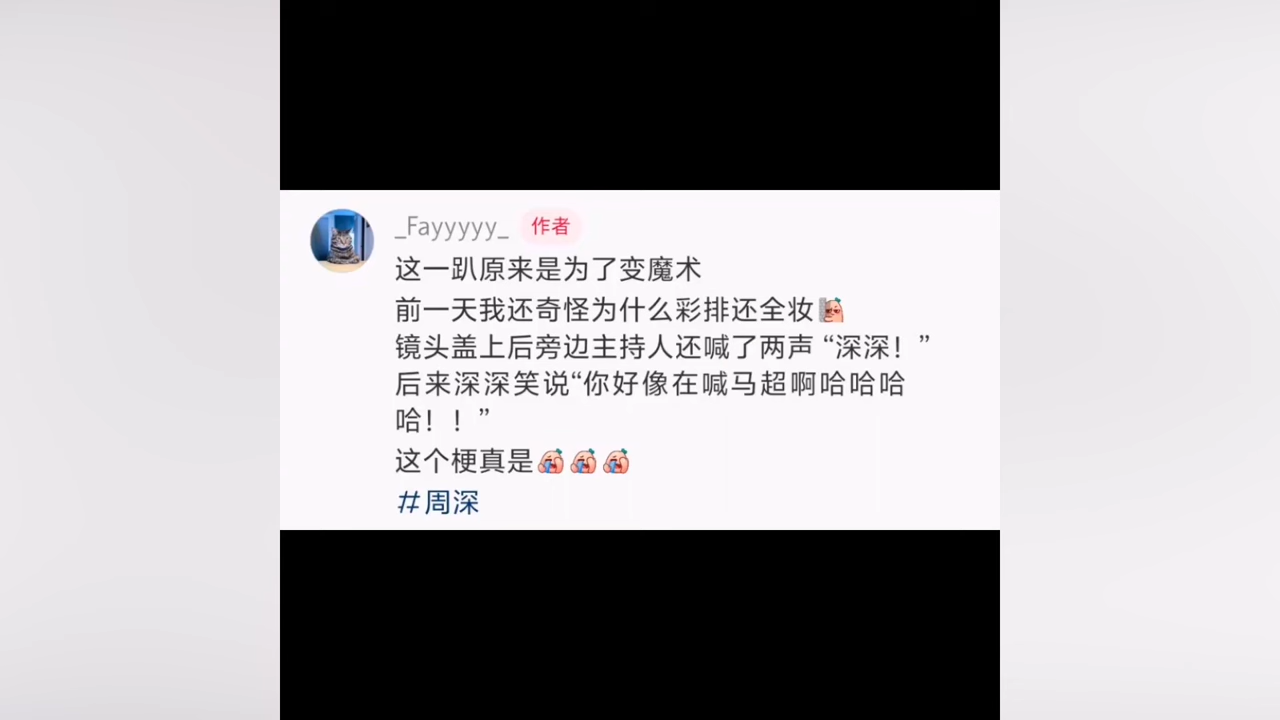 _Fayyyyy_ 作者
这一趴原来是为了变魔术
前一天我还奇怪为什么彩排还全妆
镜头盖上后旁边主持人还喊了两声 “深深！”
后来深深笑说“你好像在喊马超啊哈哈哈
哈！！”
这个梗真是
#周深